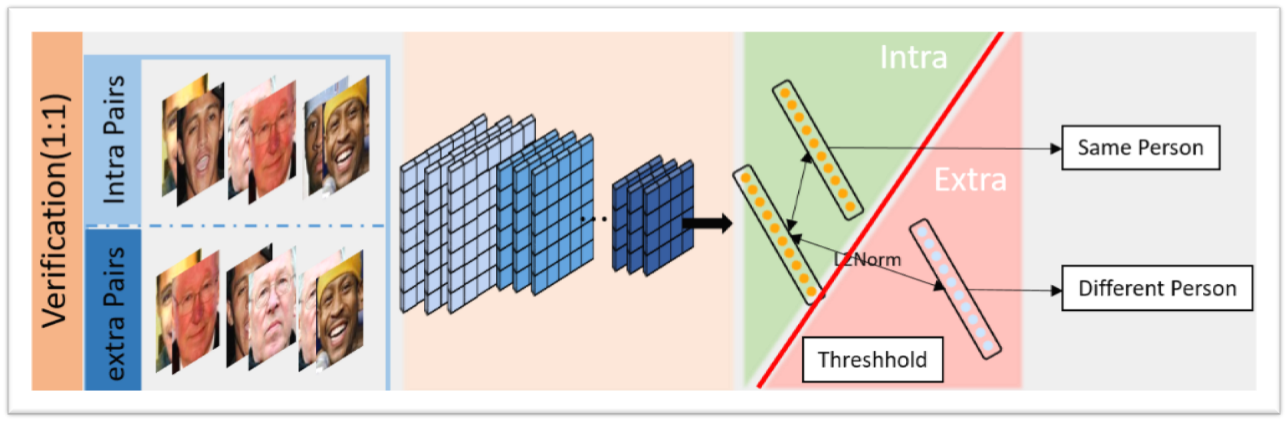 Verification(1:1)
Intra Pairs
extra Pairs
Intra
Extra
L2Norm
Threshhold
Same Person
Different Person